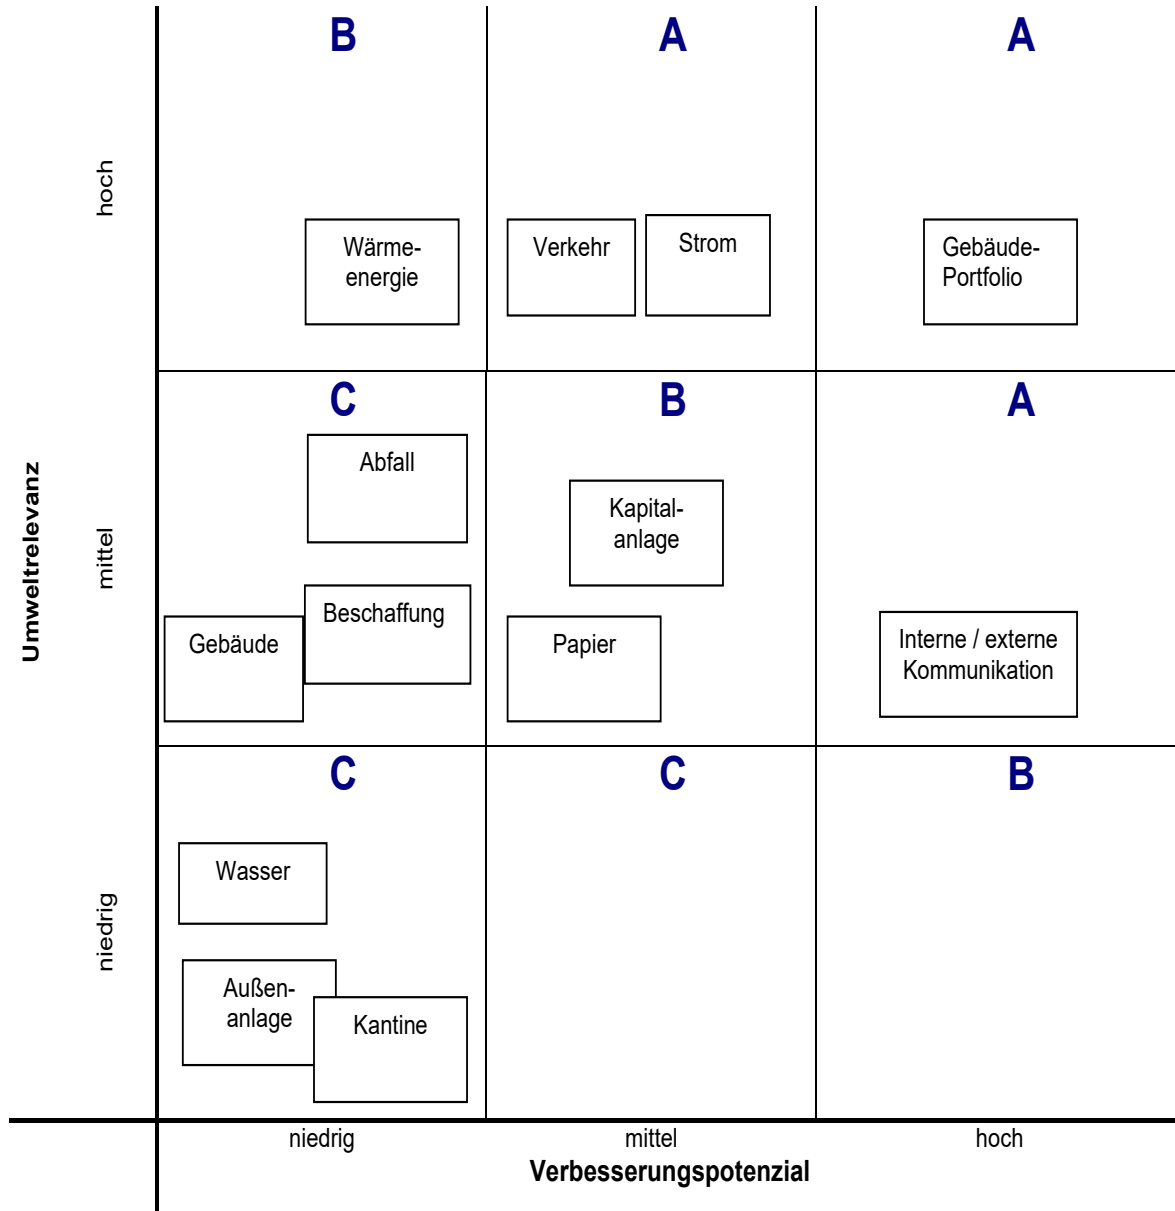 B
A
A
hoch
Wärme-
energie
Verkehr
Strom
Gebäude-
Portfolio
C
B
A
Umweltrelevanz
mittel
Abfall
Kapital-
anlage
Beschaffung
Gebäude
Papier
Interne / externe
Kommunikation
C
C
B
niedrig
Wasser
Außen-
anlage
Kantine
niedrig
mittel
hoch
Verbesserungspotenzial